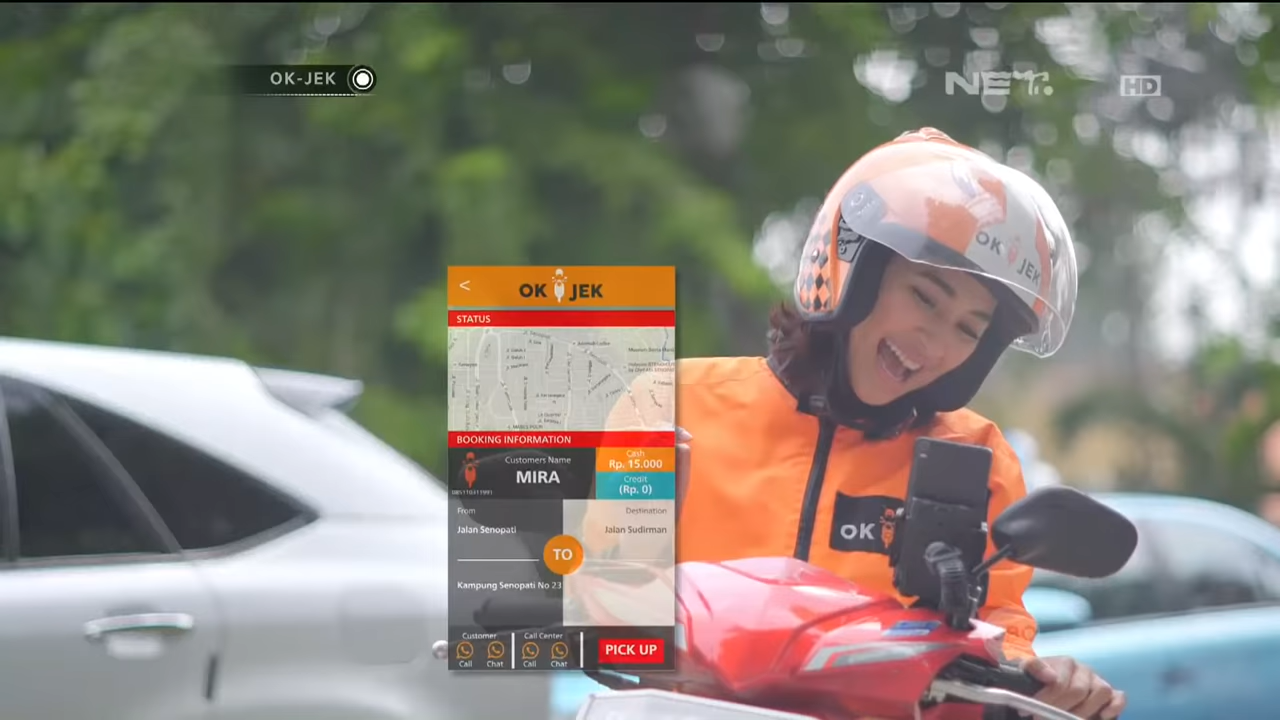 OK-JEK
NET.
HD
OK JEK
<
OK JEK
STATUS
BOOKING INFORMATION
Customers Name
MIRA
Cash
Rp. 15.000
Credit
(Rp. 0)
081110311991
From
Destination
Jalan Senopati
Jalan Sudirman
TO
Kampung Senopati No 23
OK
Customer
Call Center
Call
Chat
Call
Chat
PICK UP